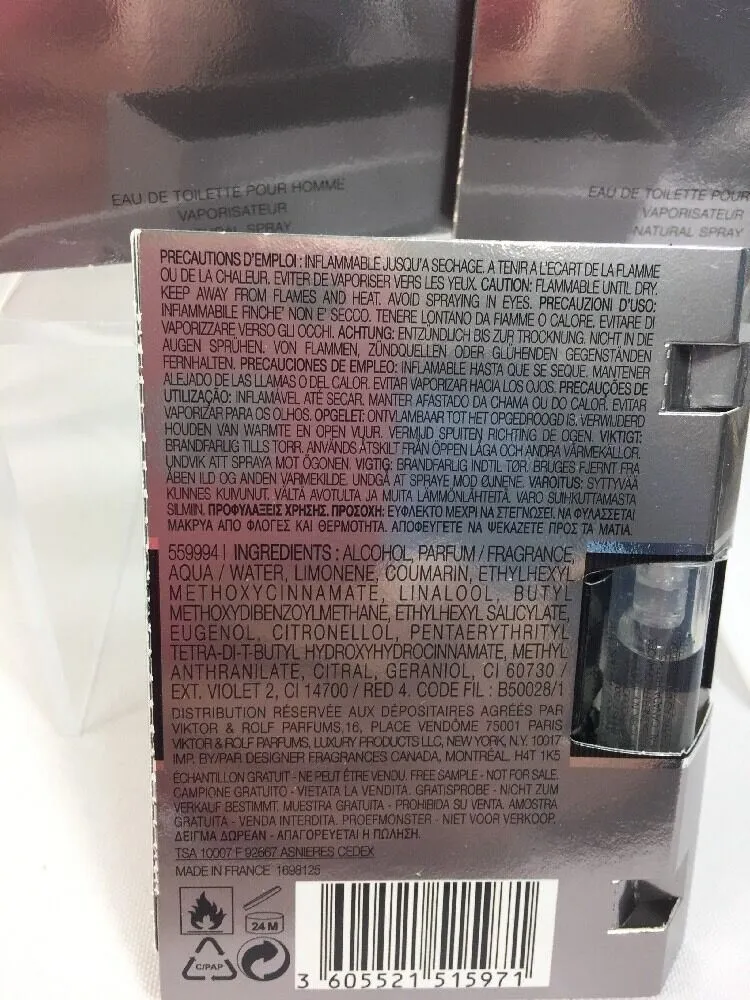 EAU DE TOILETTE POUR HOMME
VAPORISATEUR
NATURAL SPRAY
EAU DE TOILETTE POUR
VAPORISATEUR
NATURAL SPRAY
PRECAUTIONS D'EMPLOI : INFLAMMABLE JUSQU'A SECHAGE. A TENIR A L'ECART DE LA FLAMME
OU DE LA CHALEUR. EVITER DE VAPORISER VERS LES YEUX. CAUTION: FLAMMABLE UNTIL DRY.
KEEP AWAY FROM FLAMES AND HEAT. AVOID SPRAYING IN EYES. PRECAUZIONI D'USO:
INFIAMMABILE FINCHE' NON E' SECCO. TENERE LONTANO DA FIAMME O CALORE. EVITARE DI
VAPORIZZARE VERSO GLI OCCHI. ACHTUNG: ENTZÜNDLICH BIS ZUR TROCKNUNG. NICHT IN DIE
AUGEN SPRÜHEN. VON FLAMMEN, ZÜNDQUELLEN ODER GLÜHENDEN GEGENSTÄNDEN
FERNHALTEN. PRECAUCIONES DE EMPLEO: INFLAMABLE HASTA QUE SE SEQUE. MANTENER
ALEJADO DE LAS LLAMAS O DEL CALOR. EVITAR VAPORIZAR HACIA LOS OJOS. PRECAUÇÕES DE
UTILIZAÇÃO: INFLAMÁVEL ATÉ SECAR. MANTER AFASTADO DA CHAMA OU DO CALOR. EVITAR
VAPORIZAR PARA OS OLHOS. OPGELET: ONTVLAMBAAR TOT HET OPGEDROOGD IS. VERWIJDERD
HOUDEN VAN WARMTE EN OPEN VUUR. VERMIJD SPUITEN RICHTING DE OGEN. VIKTIGT:
BRANDFARLIG TILLS TORR. ANVÄNDS ÅTSKILT FRÅN ÖPPEN LÅGA OCH ANDRA VÄRMEKÄLLOR.
UNDVIK ATT SPRAYA MOT ÖGONEN. VIGTIG: BRANDFARLIG INDTIL TØR. BRUGES FJERNT FRA
ÅBEN ILD OG ANDEN VARMEKILDE. UNDGÅ AT SPRAYE MOD ØJNENE. VAROITUS: SYTTYVÄÄ
KUNNES KUIVUNUT. VÄLTÄ AVOTULTA JA MUITA LÄMMÖNLÄHTEITÄ. VARO SUIHKUTTAMASTA
SILMIIN. ΠΡΟΦΥΛΑΞΕΙΣ ΧΡΗΣΗΣ. ΠΡΟΣΟΧΗ: ΕΥΦΛΕΚΤΟ ΜΕΧΡΙ ΝΑ ΣΤΕΓΝΩΣΕΙ. ΝΑ ΦΥΛΑΣΣΕΤΑΙ
ΜΑΚΡΥΑ ΑΠΟ ΦΛΟΓΕΣ ΚΑΙ ΘΕΡΜΟΤΗΤΑ. ΑΠΟΦΕΥΓΕΤΕ ΝΑ ΨΕΚΑΖΕΤΕ ΠΡΟΣ ΤΑ ΜΑΤΙΑ.
559994 I INGREDIENTS : ALCOHOL, PARFUM / FRAGRANCE,
AQUA / WATER, LIMONENE, COUMARIN, ETHYLHEXYL
METHOXYCINNAMATE, LINALOOL, BUTYL
METHOXYDIBENZOYLMETHANE, ETHYLHEXYL SALICYLATE,
EUGENOL, CITRONELLOL, PENTAERYTHRITYL
TETRA-DI-T-BUTYL HYDROXYHYDROCINNAMATE, METHYL
ANTHRANILATE, CITRAL, GERANIOL, CI 60730 /
EXT. VIOLET 2, CI 14700 / RED 4. CODE FIL : B50028/1
DISTRIBUTION RÉSERVÉE AUX DÉPOSITAIRES AGRÉÉS PAR
VIKTOR & ROLF PARFUMS, 16, PLACE VENDÔME 75001 PARIS
VIKTOR & ROLF PARFUMS, LUXURY PRODUCTS LLC, NEW YORK, N.Y. 10017
IMP. BY/PAR DESIGNER FRAGRANCES CANADA, MONTRÉAL. H4T 1K5
ÉCHANTILLON GRATUIT - NE PEUT ÊTRE VENDU. FREE SAMPLE - NOT FOR SALE.
CAMPIONE GRATUITO - VIETATA LA VENDITA. GRATISPROBE - NICHT ZUM
VERKAUF BESTIMMT. MUESTRA GRATUITA - PROHIBIDA SU VENTA. AMOSTRA
GRATUITA - VENDA INTERDITA. PROEFMONSTER - NIET VOOR VERKOOP.
ΔΕΙΓΜΑ ΔΩΡΕΑΝ - ΑΠΑΓΟΡΕΥΕΤΑΙ Η ΠΩΛΗΣΗ.
TSA 10007 F 92667 ASNIERES CEDEX
MADE IN FRANCE 1698125
24 M
C/PAP
3 605521 515971